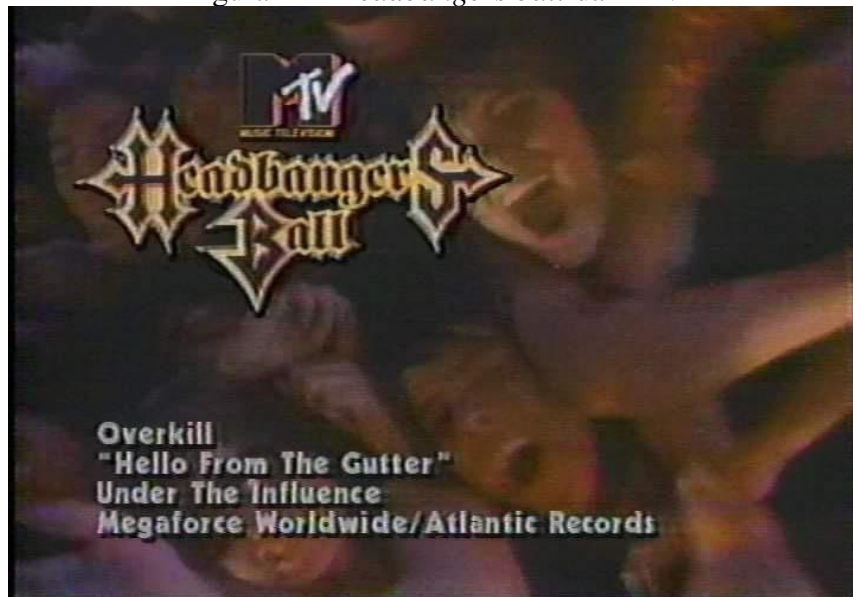 MTV
MUSIC TELEVISION
Headbangers
Ball
Overkill
"Hello From The Gutter"
Under The Influence
Megaforce Worldwide/Atlantic Records